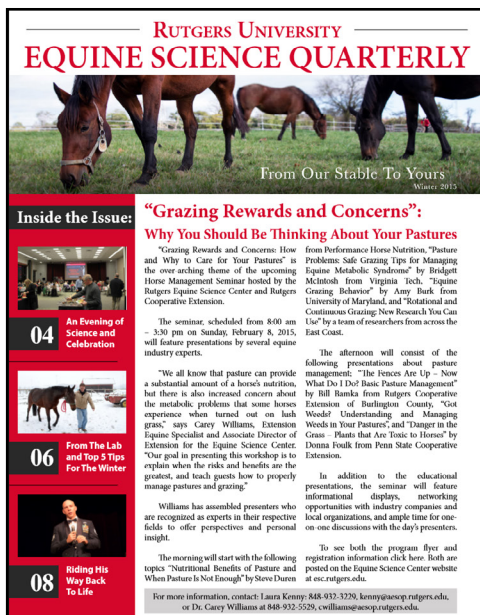 RUTGERS UNIVERSITY
EQUINE SCIENCE QUARTERLY
From Our Stable To Yours
Winter 2015
Inside the Issue:
04
An Evening of
Science and
Celebration
06
From The Lab
and Top 5 Tips
For The Winter
08
Riding His
Way Back
To Life
“Grazing Rewards and Concerns”:
Why You Should Be Thinking About Your Pastures
“Grazing Rewards and Concerns: How
and Why to Care for Your Pastures” is
the over-arching theme of the upcoming
Horse Management Seminar hosted by the
Rutgers Equine Science Center and Rutgers
Cooperative Extension.
The seminar, scheduled from 8:00 am
– 3:30 pm on Sunday, February 8, 2015,
will feature presentations by several equine
industry experts.
“We all know that pasture can provide
a substantial amount of a horse’s nutrition,
but there is also increased concern about
the metabolic problems that some horses
experience when turned out on lush
grass,” says Carey Williams, Extension
Equine Specialist and Associate Director of
Extension for the Equine Science Center.
“Our goal in presenting this workshop is to
explain when the risks and benefits are the
greatest, and teach guests how to properly
manage pastures and grazing.”
Williams has assembled presenters who
are recognized as experts in their respective
fields to offer perspectives and personal
insight.
The morning will start with the following
topics “Nutritional Benefits of Pasture and
When Pasture Is Not Enough” by Steve Duren
from Performance Horse Nutrition, “Pasture
Problems: Safe Grazing Tips for Managing
Equine Metabolic Syndrome” by Bridgett
McIntosh from Virginia Tech, “Equine
Grazing Behavior” by Amy Burk from
University of Maryland, and “Rotational and
Continuous Grazing: New Research You Can
Use” by a team of researchers from across the
East Coast.
The afternoon will consist of the
following presentations about pasture
management: “The Fences Are Up – Now
What Do I Do? Basic Pasture Management”
by Bill Bamka from Rutgers Cooperative
Extension of Burlington County, “Got
Weeds? Understanding and Managing
Weeds in Your Pastures”, and “Danger in the
Grass – Plants that Are Toxic to Horses” by
Donna Foulk from Penn State Cooperative
Extension.
In addition to the educational
presentations, the seminar will feature
informational displays, networking
opportunities with industry companies and
local organizations, and ample time for one-
on-one discussions with the day’s presenters.
To see both the program flyer and
registration information click here. Both are
posted on the Equine Science Center website
at esc.rutgers.edu.
For more information, contact: Laura Kenny: 848-932-3229, kenny@aesop.rutgers.edu,
or Dr. Carey Williams at 848-932-5529, cwilliams@aesop.rutgers.edu.